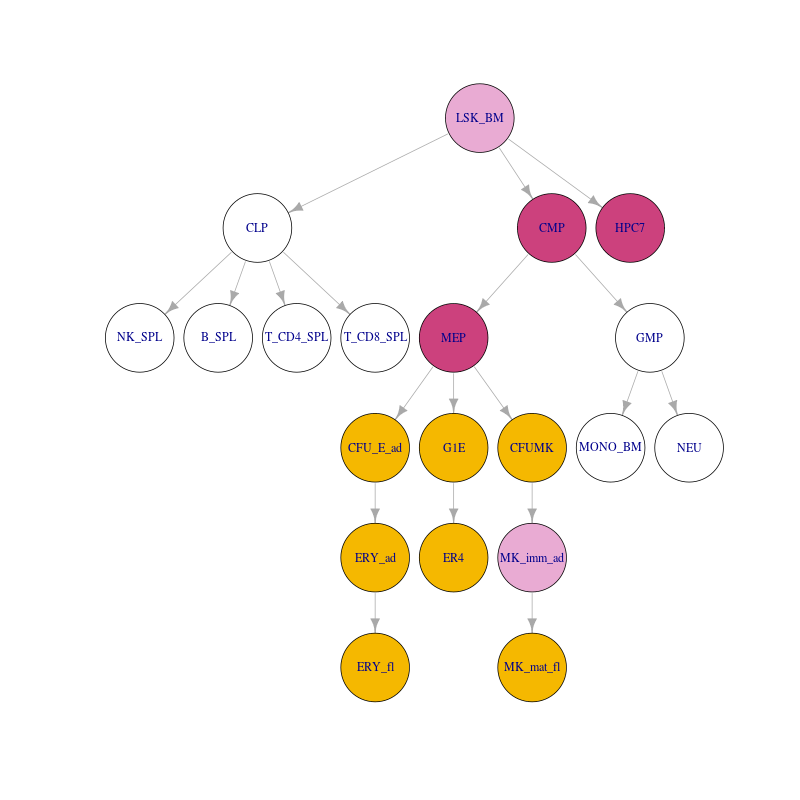 LSK_BM
CLP
CMP
HPC7
NK_SPL
B_SPL
T_CD4_SPL
T_CD8_SPL
MEP
GMP
CFU_E_ad
G1E
CFUMK
MONO_BM
NEU
ERY_ad
ER4
MK_imm_ad
ERY_fl
MK_mat_fl